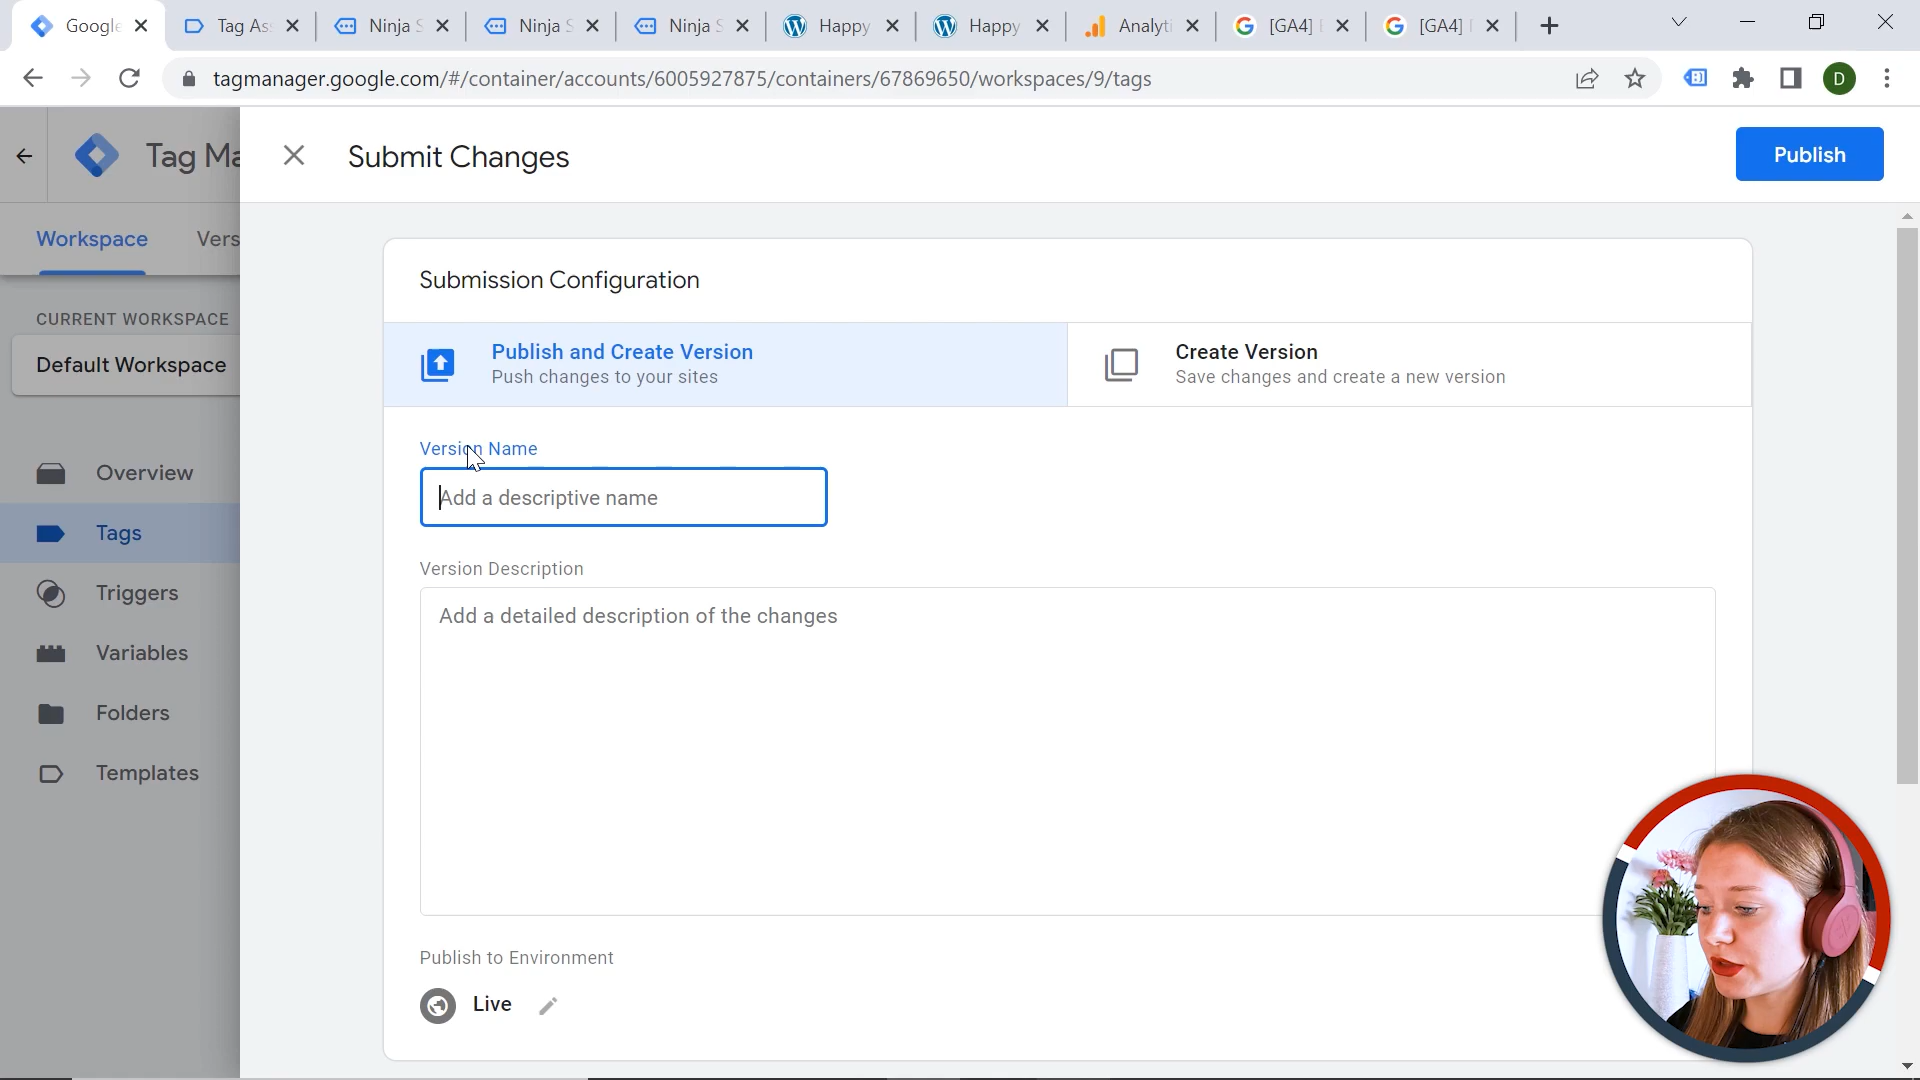 Google
Tag As
Ninja S
Ninja S
Ninja S
Happy
Happy
Analyti
[GA4]
[GA4]
tagmanager.google.com/#/container/accounts/6005927875/containers/67869650/workspaces/9/tags
D
Tag Ma
Submit Changes
Publish
Workspace
Vers
Submission Configuration
CURRENT WORKSPACE
Default Workspace
Publish and Create Version
Push changes to your sites
Create Version
Save changes and create a new version
Version Name
Add a descriptive name
Overview
Tags
Triggers
Variables
Folders
Templates
Version Description
Add a detailed description of the changes
Publish to Environment
Live